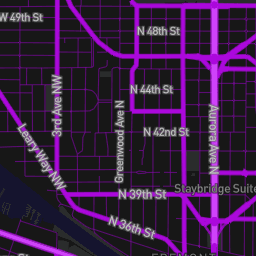 W 49th St
N 48th St
N 44th St
3rd Ave NW
Greenwood Ave N
Aurora Ave N
N 42nd St
Leary Way NW
N 39th St
Staybridge Suite
N 36th St
FREMONT